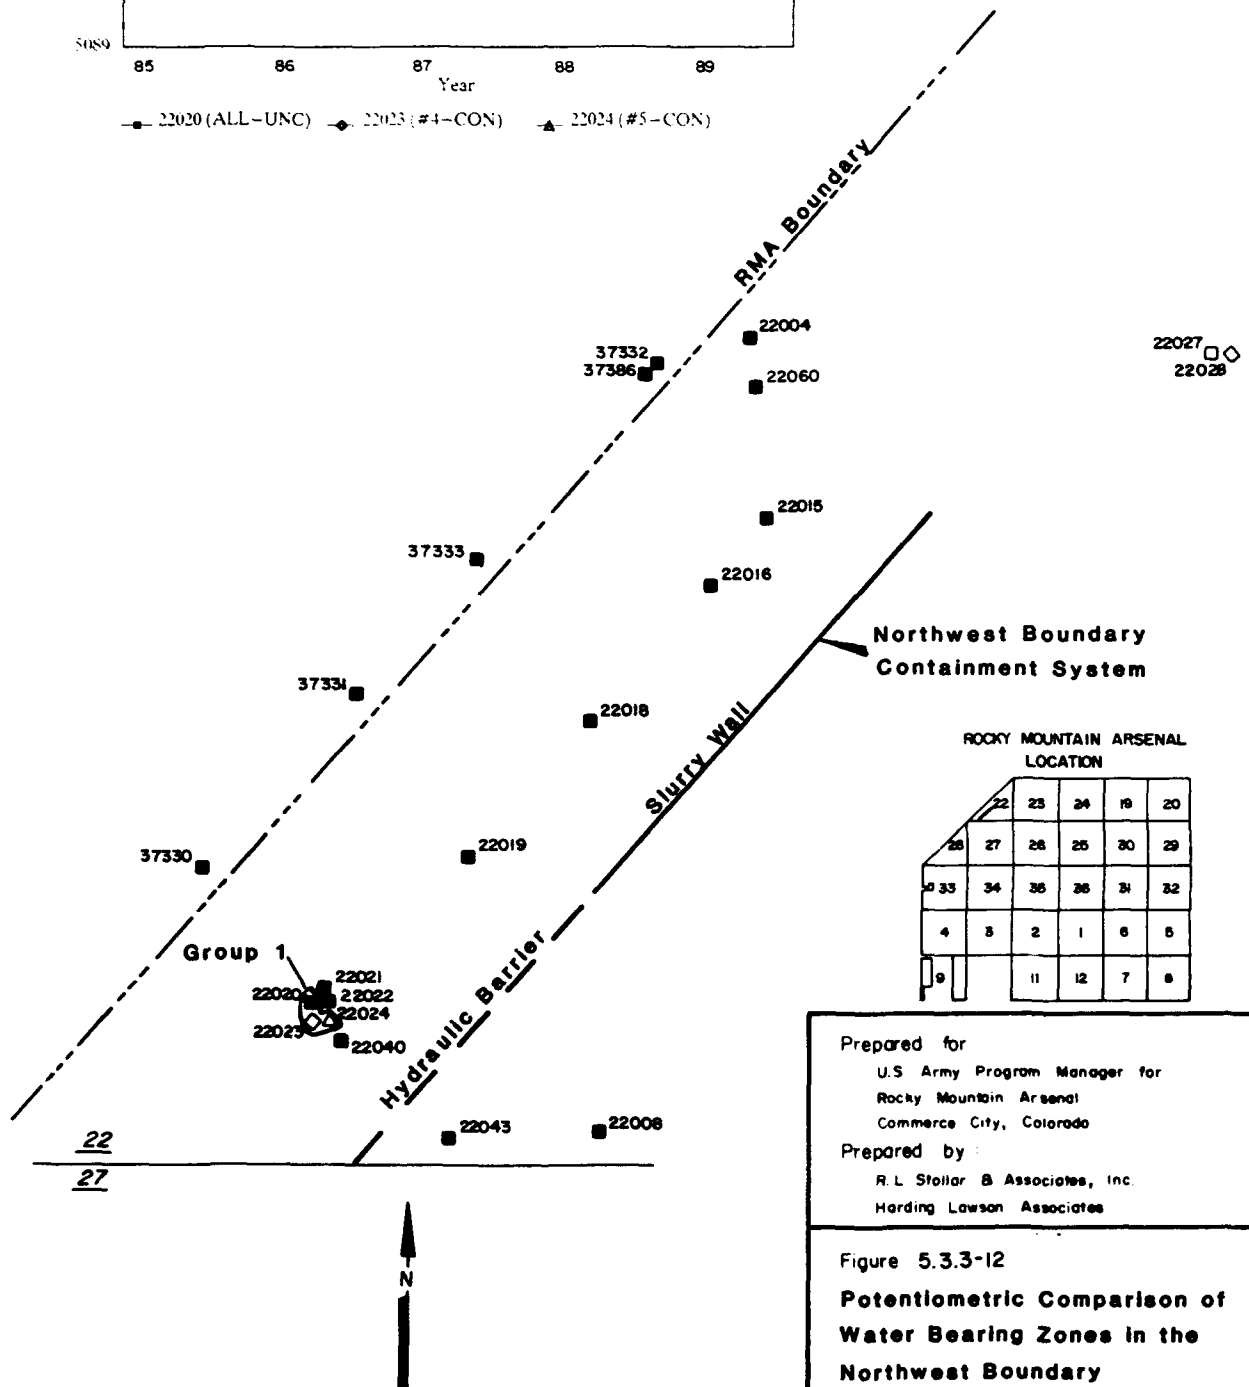 5089
85 86 87 88 89
Year
22020 (ALL-UNC) 22023 (#4-CON) 22024 (#5-CON)
RMA Boundary
22004
37332
37386
22060
22027
22028
22015
37333
22016
Northwest Boundary
Containment System
37331
22018
Slurry Wall
ROCKY MOUNTAIN ARSENAL
LOCATION
22 23 24 19 20
28 27 26 25 30 29
33 34 35 36 31 32
4 3 2 1 6 5
9 11 12 7 8
22019
37330
Group 1
22021
22020 22022
22024
22023
22040
Hydraulic Barrier
22043
22008
22
27
N
Prepared for
U.S Army Program Manager for
Rocky Mountain Arsenal
Commerce City, Colorado
Prepared by
R.L Stollar & Associates, Inc.
Harding Lawson Associates
Figure 5.3.3-12
Potentiometric Comparison of
Water Bearing Zones in the
Northwest Boundary